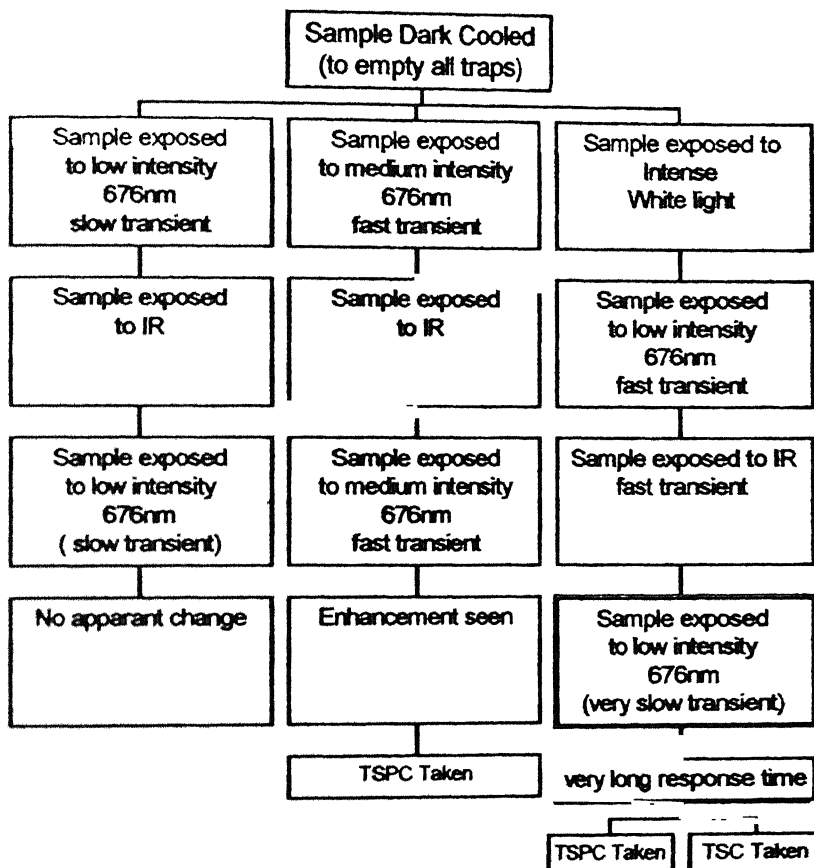 Sample Dark Cooled
(to empty all traps)
Sample exposed
to low intensity
676nm
slow transient
Sample exposed
to medium intensity
676nm
fast transient
Sample exposed to
Intense
White light
Sample exposed
to IR
Sample exposed
to IR
Sample exposed
to low intensity
676nm
fast transient
Sample exposed
to low intensity
676nm
( slow transient)
Sample exposed
to medium intensity
676nm
fast transient
Sample exposed to IR
fast transient
No apparant change
Enhancement seen
Sample exposed
to low intensity
676nm
(very slow transient)
TSPC Taken
very long response time
TSPC Taken
TSC Taken